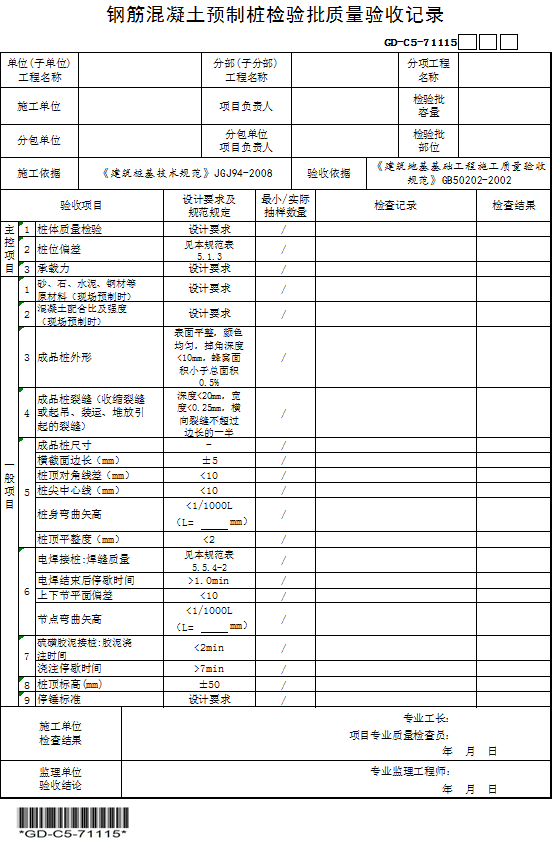 钢筋混凝土预制桩检验批质量验收记录
GD-C5-71115
单位(子单位)
工程名称
分部(子分部)
工程名称
分项工程
名称
施工单位
项目负责人
检验批
容量
分包单位
分包单位
项目负责人
检验批
部位
施工依据
《建筑桩基技术规范》JGJ94-2008
验收依据
《建筑地基基础工程施工质量验收
规范》GB50202-2002
验收项目
设计要求及
规范规定
最小/实际
抽样数量
检查记录
检查结果
主控项目
1 桩体质量检验 设计要求 /
2 桩位偏差 见本规范表
5.1.3 /
3 承载力 设计要求 /
一般项目
1 砂、石、水泥、钢材等
原材料（现场预制时） 设计要求 /
2 混凝土配合比及强度
（现场预制时） 设计要求 /
3 成品桩外形
表面平整，颜色
均匀，掉角深度
<10mm，蜂窝面
积小于总面积
0.5%
/
4 成品桩裂缝（收缩裂缝
或起吊、装运、堆放引
起的裂缝）
深度<20mm，宽
度<0.25mm，横
向裂缝不超过
边长的一半
/
5 成品桩尺寸 - /
横截面边长（mm） ±5 /
桩顶对角线差（mm） <10 /
桩尖中心线（mm） <10 /
桩身弯曲矢高 <1/1000L
（L= ____mm） /
桩顶平整度（mm） <2 /
6 电焊接桩:焊缝质量 见本规范表
5.5.4-2 /
电焊结束后停歇时间 >1.0min /
上下节平面偏差 <10 /
节点弯曲矢高 <1/1000L
（L= ____mm） /
7 硫磺胶泥接桩:胶泥浇
注时间 <2min /
浇注停歇时间 >7min /
8 桩顶标高(mm) ±50 /
9 停锤标准 设计要求 /
施工单位
检查结果
专业工长：
项目专业质量检查员：
年 月 日
监理单位
验收结论
专业监理工程师：
年 月 日
*GD-C5-71115*